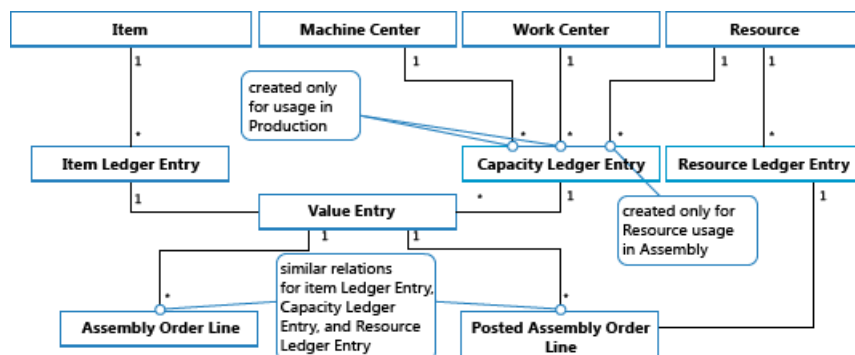 Item
Machine Center
Work Center
Resource
1
1
1
1
1
created only
for usage in
Production
*
*
*
*
*
Item Ledger Entry
Capacity Ledger Entry
Resource Ledger Entry
1
*
1
1
Value Entry
created only for
Resource usage
in Assembly
1
1
similar relations
for item Ledger Entry,
Capacity Ledger
Entry, and Resource
Ledger Entry
*
*
Assembly Order Line
Posted Assembly Order
Line